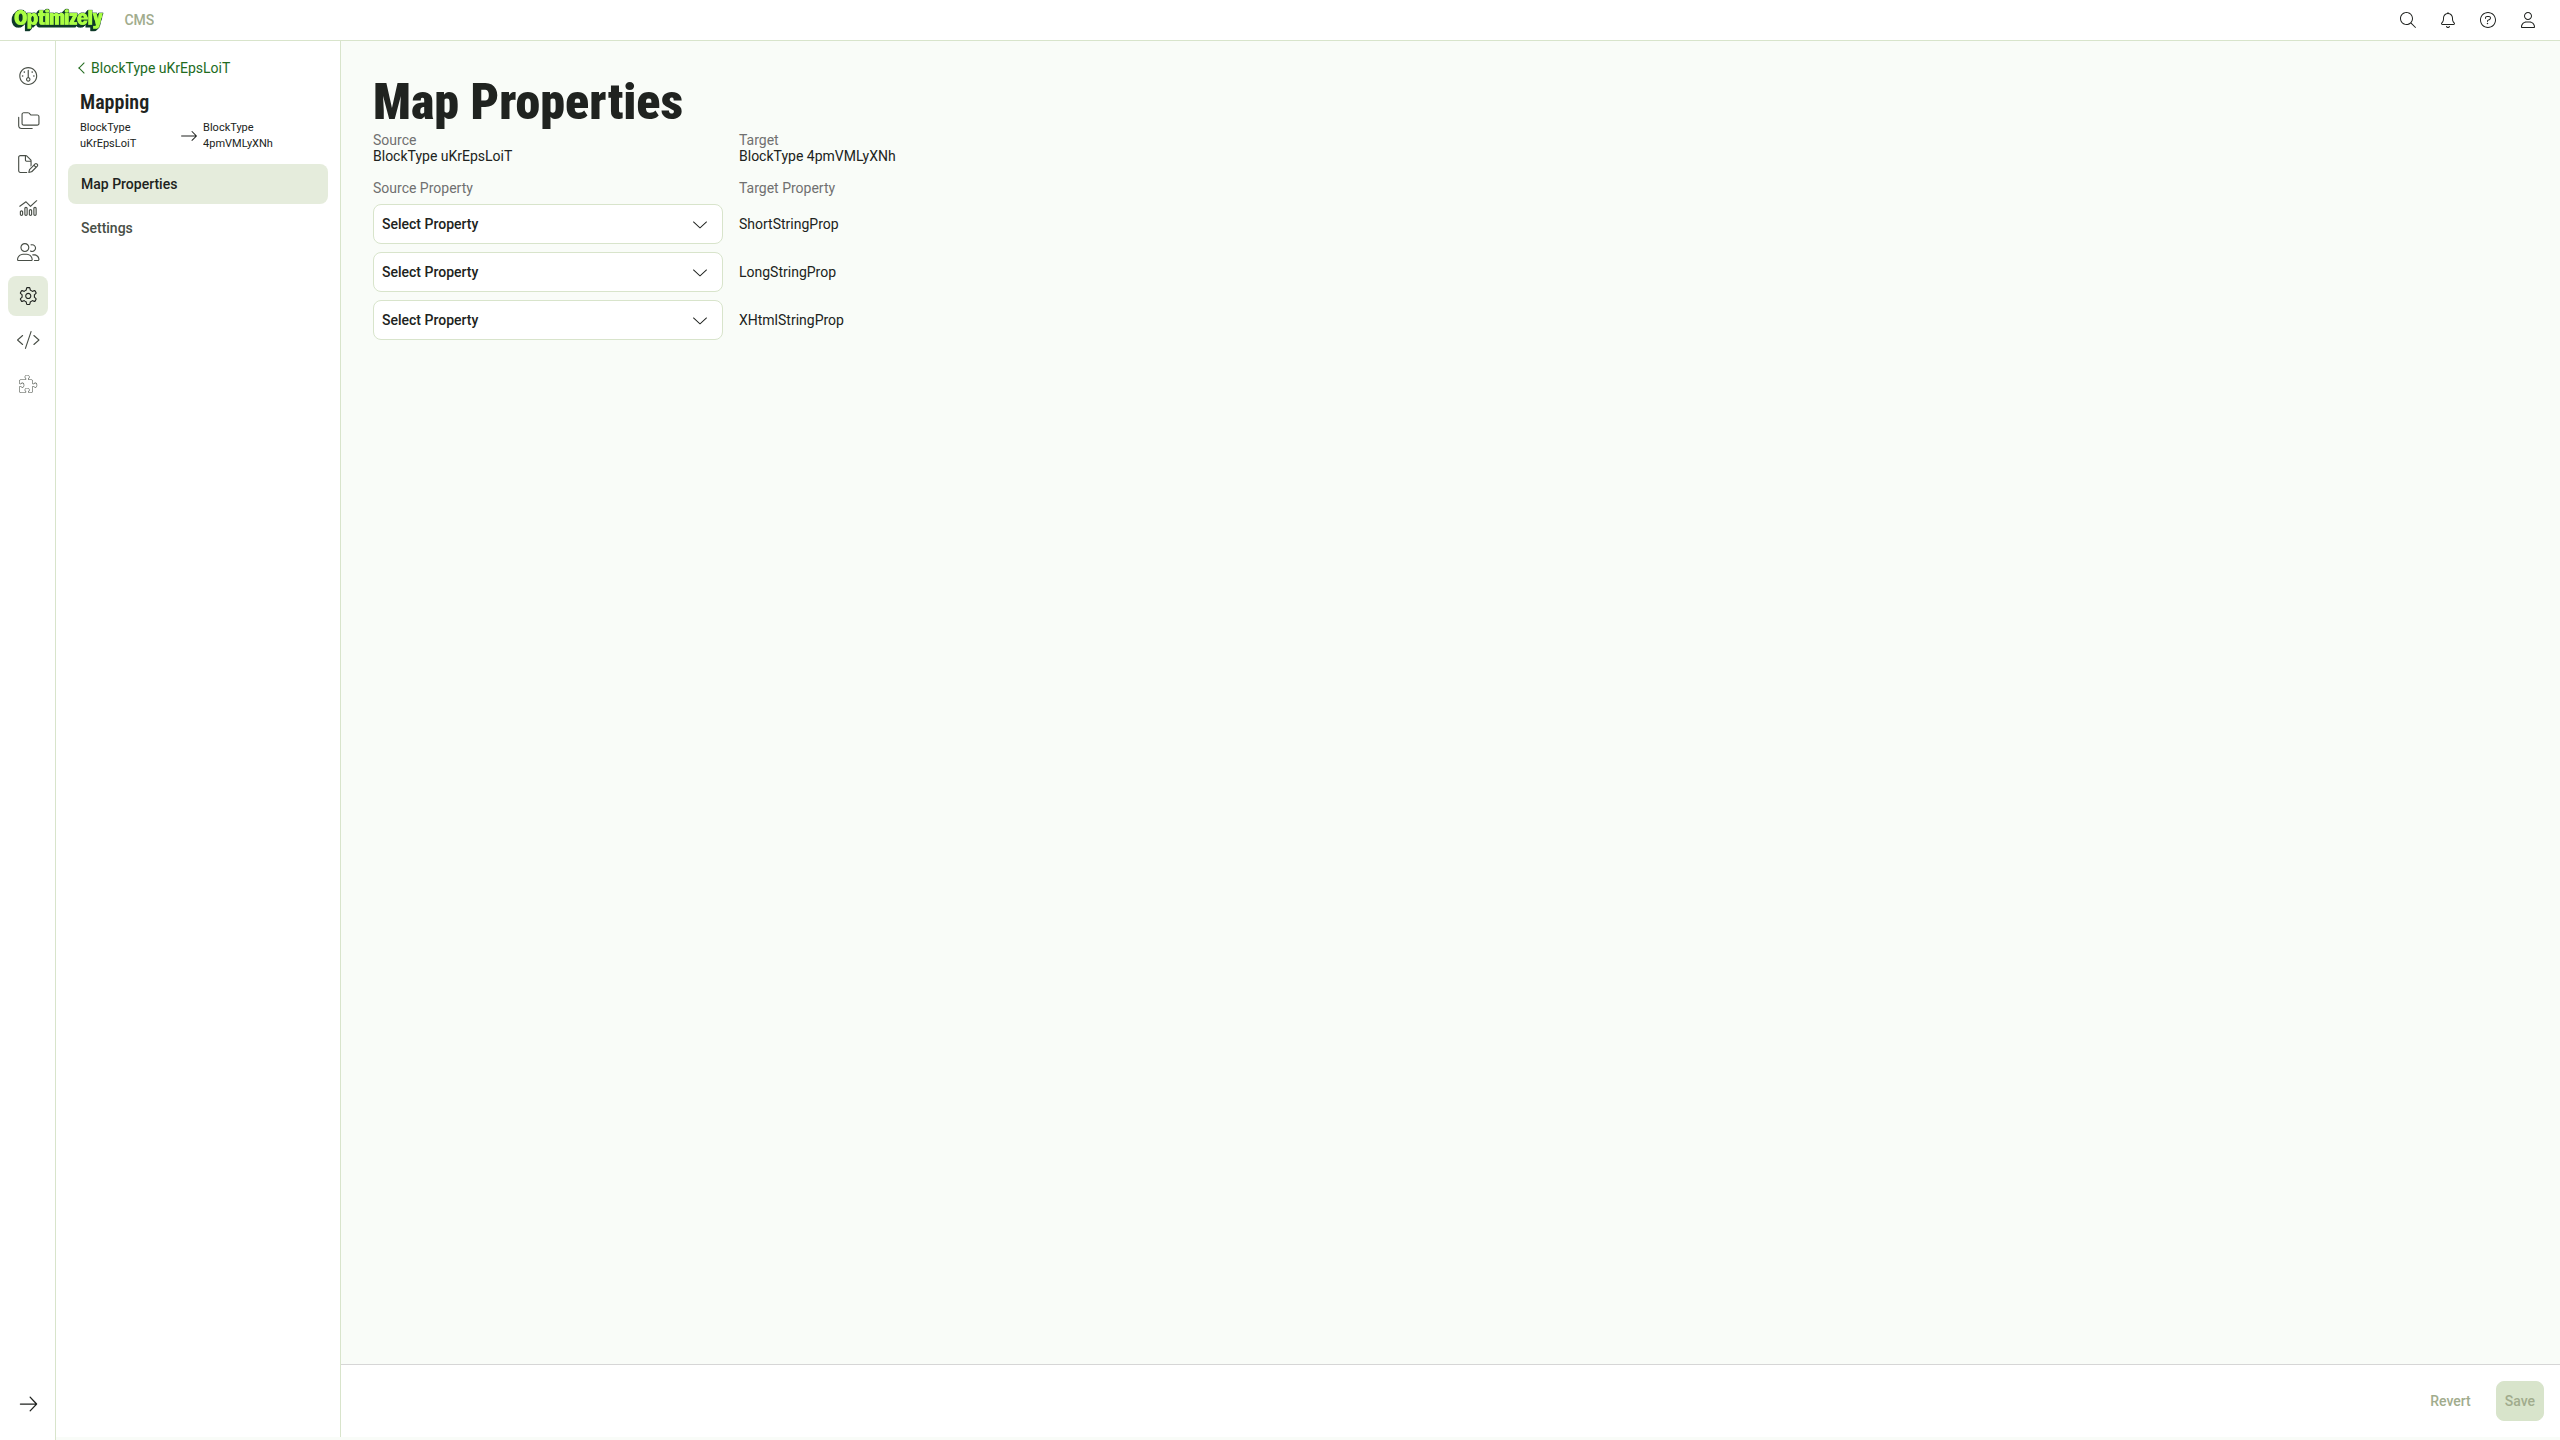 Optimizely CMS
BlockType uKrEpsLoiT
Mapping
BlockType uKrEpsLoiT
BlockType 4pmVMLyXNh
Map Properties
Settings
Map Properties
Source
BlockType uKrEpsLoiT
Target
BlockType 4pmVMLyXNh
Source Property
Target Property
Select Property
ShortStringProp
Select Property
LongStringProp
Select Property
XHtmlStringProp
Revert
Save